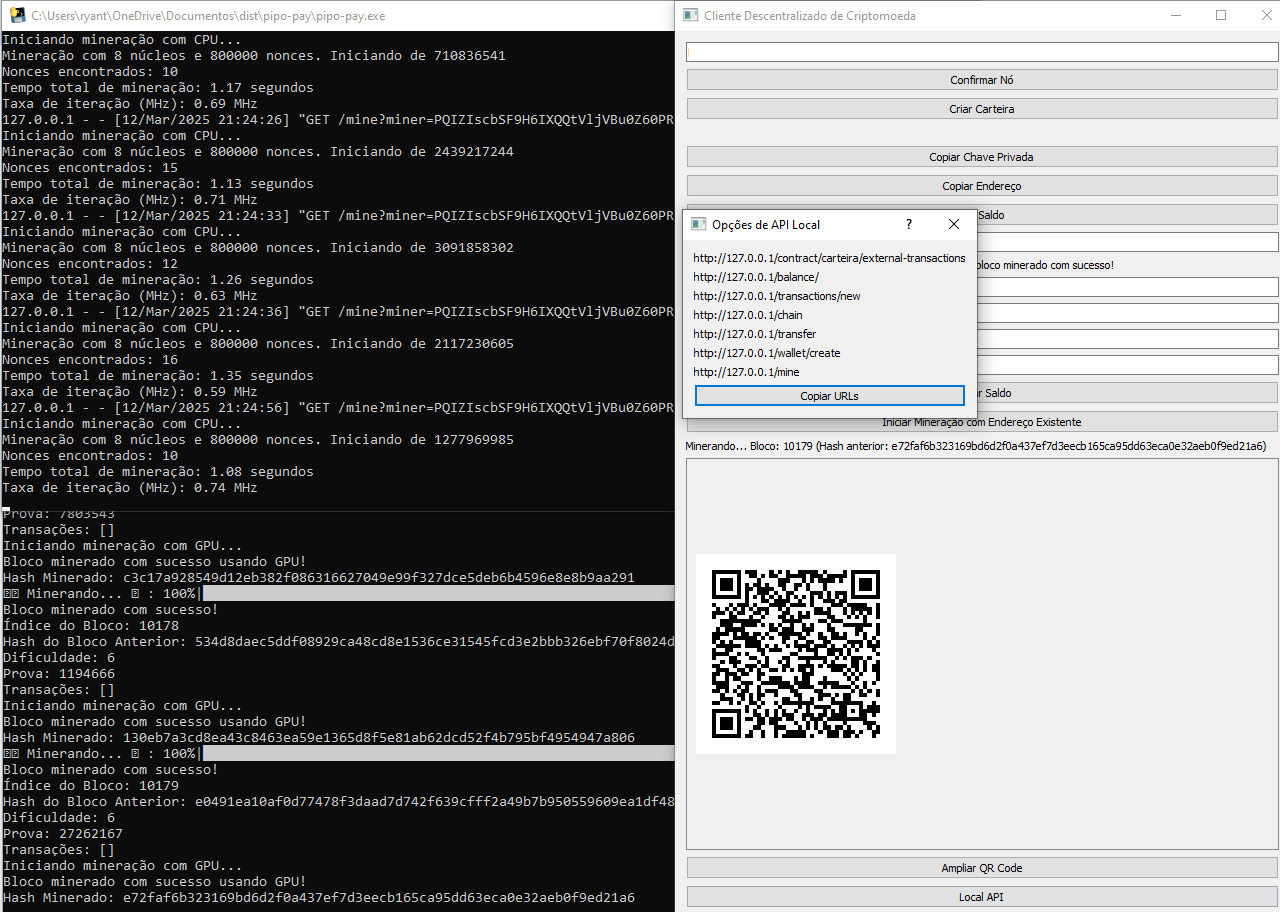 C:\Users\ryant\OneDrive\Documentos\dist\pipo-pay\pipo-pay.exe
Iniciando mineração com CPU...
Mineração com 8 núcleos e 800000 nonces. Iniciando de 710836541
Nonces encontrados: 10
Tempo total de mineração: 1.17 segundos
Taxa de iteração (MHz): 0.69 MHz
127.0.0.1 - - [12/Mar/2025 21:24:26] "GET /mine?miner=PQIZIscbSF9H6IXQQtVljVBu0Z60PR
Iniciando mineração com CPU...
Mineração com 8 núcleos e 800000 nonces. Iniciando de 2439217244
Nonces encontrados: 15
Tempo total de mineração: 1.13 segundos
Taxa de iteração (MHz): 0.71 MHz
127.0.0.1 - - [12/Mar/2025 21:24:33] "GET /mine?miner=PQIZIscbSF9H6IXQQtVljVBu0Z60PR
Iniciando mineração com CPU...
Mineração com 8 núcleos e 800000 nonces. Iniciando de 3091858302
Nonces encontrados: 12
Tempo total de mineração: 1.26 segundos
Taxa de iteração (MHz): 0.63 MHz
127.0.0.1 - - [12/Mar/2025 21:24:36] "GET /mine?miner=PQIZIscbSF9H6IXQQtVljVBu0Z60PR
Iniciando mineração com CPU...
Mineração com 8 núcleos e 800000 nonces. Iniciando de 2117230605
Nonces encontrados: 16
Tempo total de mineração: 1.35 segundos
Taxa de iteração (MHz): 0.59 MHz
127.0.0.1 - - [12/Mar/2025 21:24:56] "GET /mine?miner=PQIZIscbSF9H6IXQQtVljVBu0Z60PR
Iniciando mineração com CPU...
Mineração com 8 núcleos e 800000 nonces. Iniciando de 1277969985
Nonces encontrados: 10
Tempo total de mineração: 1.08 segundos
Taxa de iteração (MHz): 0.74 MHz
Prova: 7803543
Transações: []
Iniciando mineração com GPU...
Bloco minerado com sucesso usando GPU!
Hash Minerado: c3c17a928549d12eb382f086316627049e99f327dce5deb6b4596e8e8b9aa291
Minerando... : 100%|
Bloco minerado com sucesso!
Índice do Bloco: 10178
Hash do Bloco Anterior: 534d8daec5ddf08929ca48cd8e1536ce31545fcd3e2bbb326ebf70f8024d
Dificuldade: 6
Prova: 1194666
Transações: []
Iniciando mineração com GPU...
Bloco minerado com sucesso usando GPU!
Hash Minerado: 130eb7a3cd8ea43c8463ea59e1365d8f5e81ab62dcd52f4b795bf4954947a806
Minerando... : 100%|
Bloco minerado com sucesso!
Índice do Bloco: 10179
Hash do Bloco Anterior: e0491ea10af0d77478f3daad7d742f639cfff2a49b7b950559609ea1df48
Dificuldade: 6
Prova: 27262167
Transações: []
Iniciando mineração com GPU...
Bloco minerado com sucesso usando GPU!
Hash Minerado: e72faf6b323169bd6d2f0a437ef7d3eecb165ca95dd63eca0e32aeb0f9ed21a6
Cliente Descentralizado de Criptomoeda
Confirmar Nó
Criar Carteira
Copiar Chave Privada
Copiar Endereço
Saldo
bloco minerado com sucesso!
Opções de API Local
?
http://127.0.0.1/contract/carteira/external-transactions
http://127.0.0.1/balance/
http://127.0.0.1/transactions/new
http://127.0.0.1/chain
http://127.0.0.1/transfer
http://127.0.0.1/wallet/create
http://127.0.0.1/mine
Copiar URLs
r Saldo
Iniciar Mineração com Endereço Existente
Minerando... Bloco: 10179 (Hash anterior: e72faf6b323169bd6d2f0a437ef7d3eecb165ca95dd63eca0e32aeb0f9ed21a6)
Ampliar QR Code
Local API